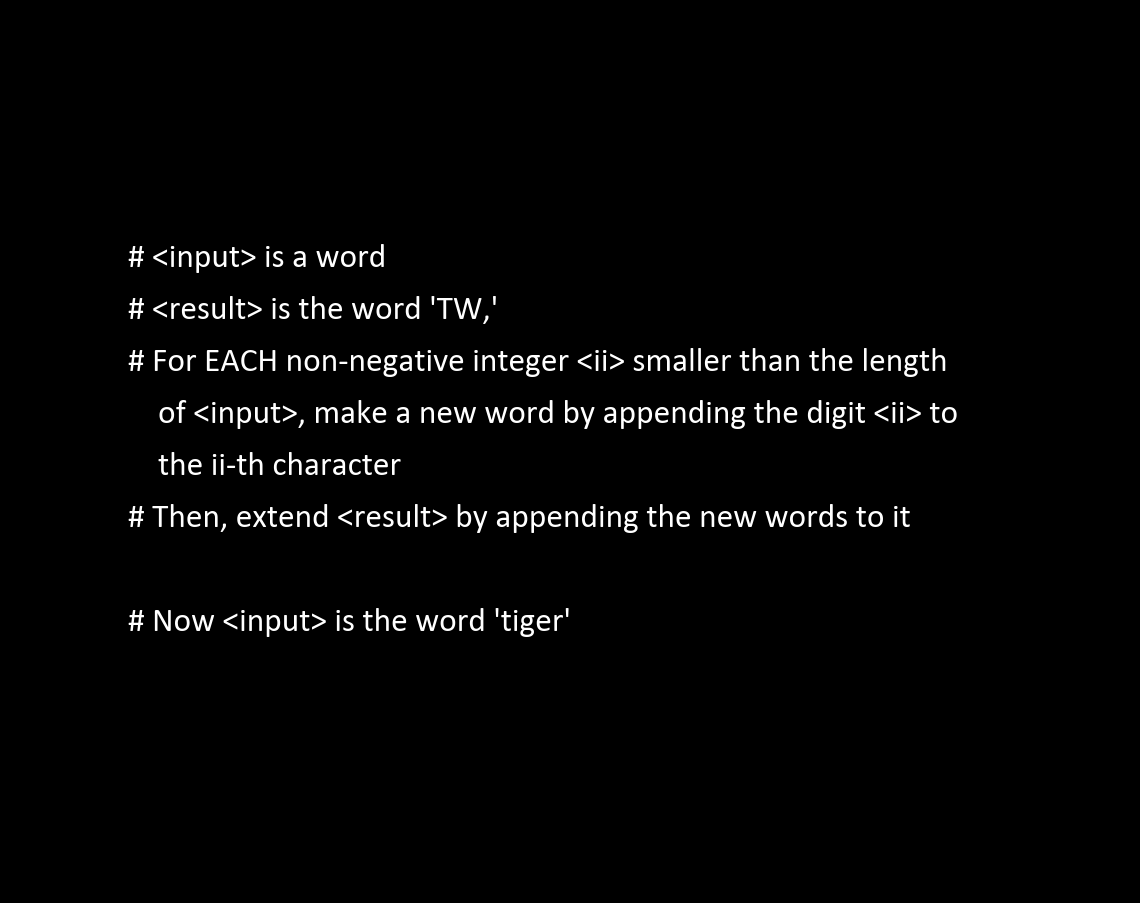 # <input> is a word
# <result> is the word 'TW,'
# For EACH non-negative integer <ii> smaller than the length
of <input>, make a new word by appending the digit <ii> to
the ii-th character
# Then, extend <result> by appending the new words to it
# Now <input> is the word 'tiger'